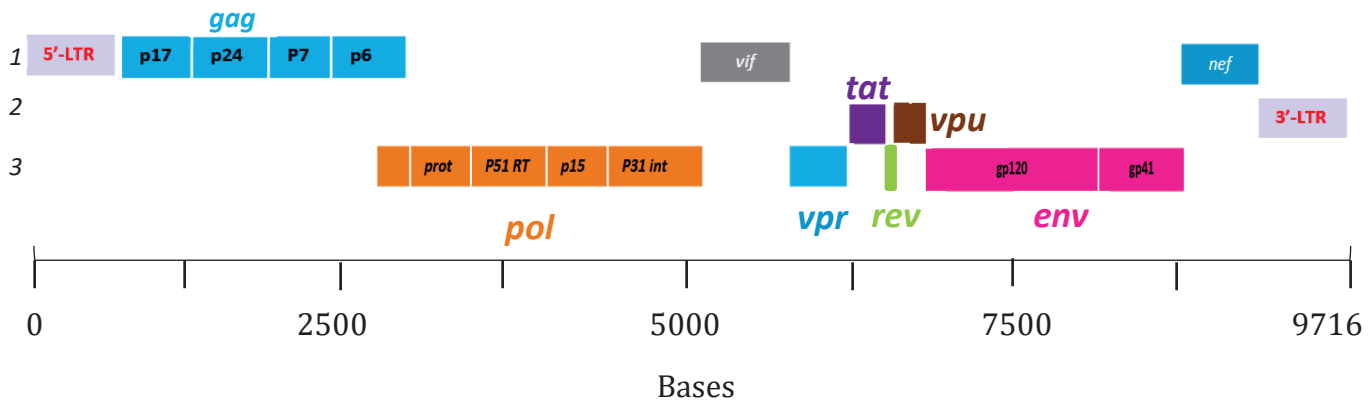 gag
1 5'-LTR p17 p24 P7 p6 vif nef
tat
2 vpu 3'-LTR
3 prot P51 RT p15 P31 int gp120 gp41
pol vpr rev env
0 2500 5000 7500 9716
Bases